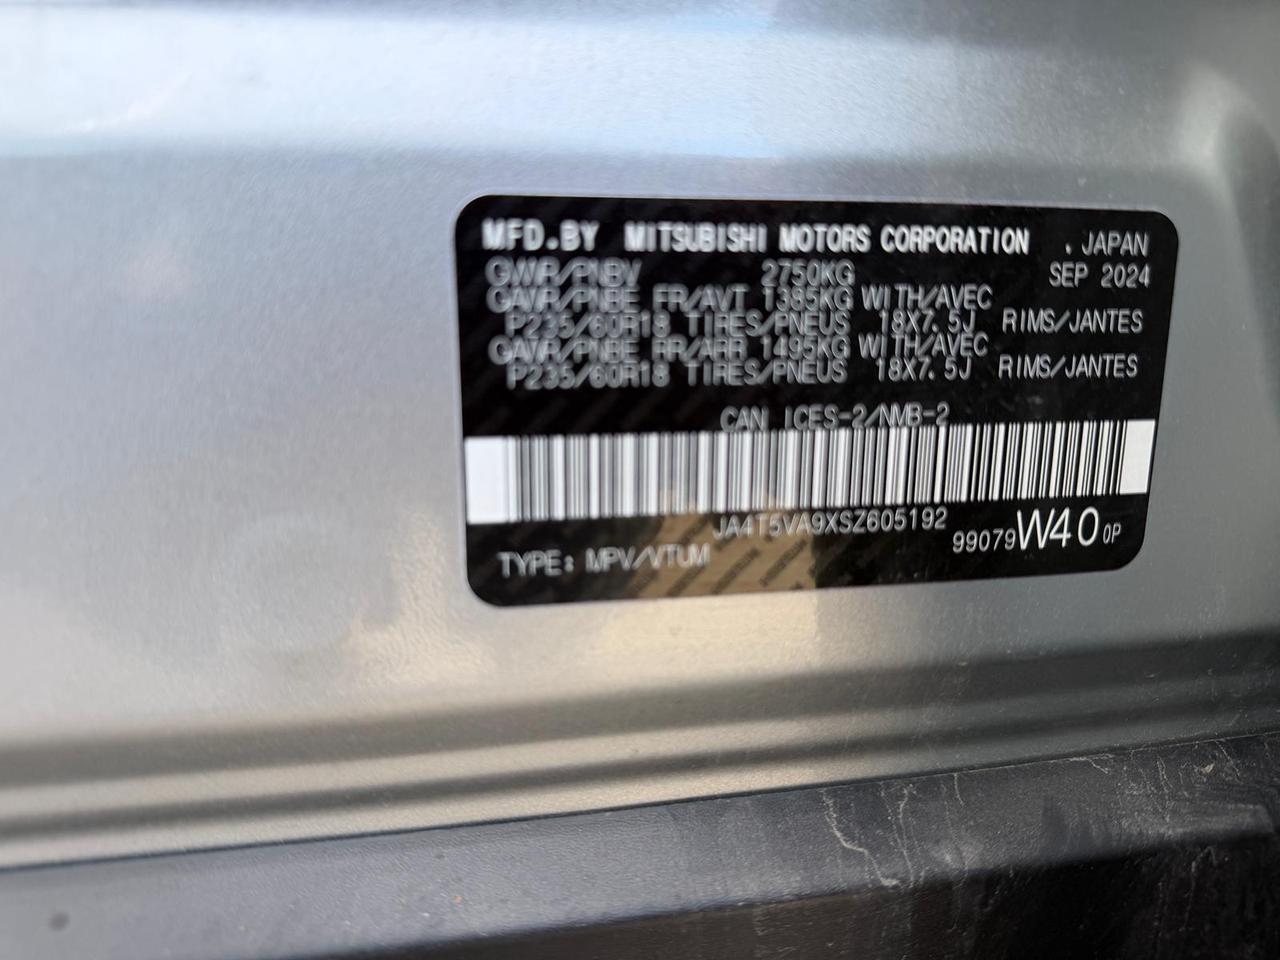 MFD.BY MITSUBISHI MOTORS CORPORATION , JAPAN
GVWR/PNBV 2750KG SEP 2024
GAWR/PNBE FR/AVT 1385KG WITH/AVEC
P235/60R18 TIRES/PNEUS 18X7.5J RIMS/JANTES
GAWR/PNBE RR/ARR 1495KG WITH/AVEC
P235/60R18 TIRES/PNEUS 18X7.5J RIMS/JANTES
CAN ICES-2/NMB-2
JA4T5VA9XSZ605192
99079W40 0P
TYPE: MPV/VTUM